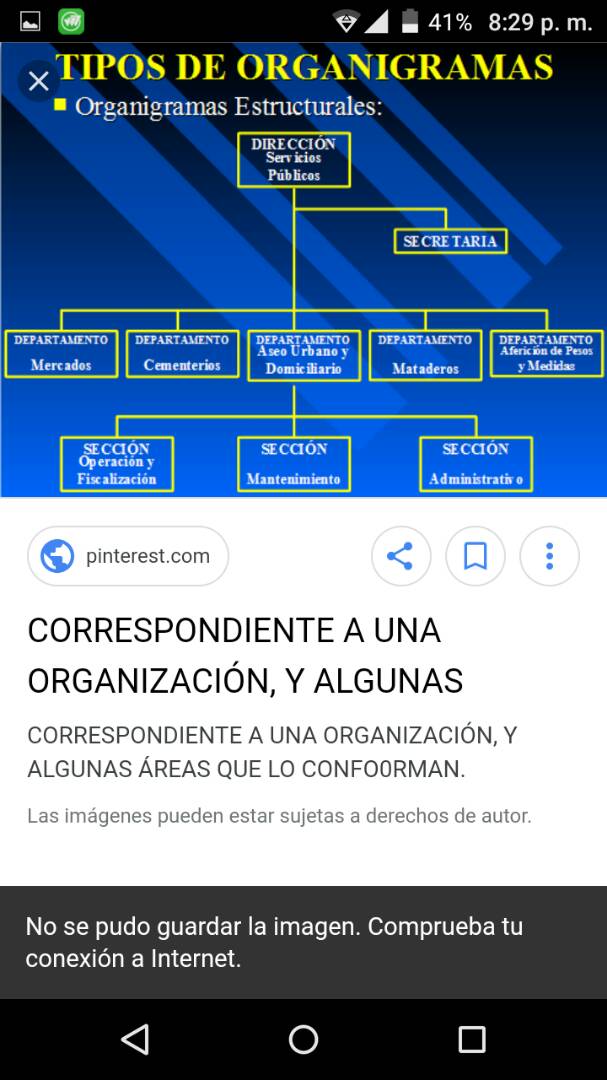 41% 8:29 p. m.
TIPOS DE ORGANIGRAMAS
Organigramas Estructurales:
DIRECCIÓN
Servicios
Públicos
SECRETARIA
DEPARTAMENTO
Mercados
DEPARTAMENTO
Cementerios
DEPARTAMENTO
Aseo Urbano y
Domiciliario
DEPARTAMENTO
Mataderos
DEPARTAMENTO
Aferición de Pesos
y Medidas
SECCIÓN
Operación y
Fiscalización
SECCIÓN
Mantenimiento
SECCIÓN
Administrativo
pinterest.com
CORRESPONDIENTE A UNA
ORGANIZACIÓN, Y ALGUNAS
CORRESPONDIENTE A UNA ORGANIZACIÓN, Y
ALGUNAS ÁREAS QUE LO CONFO0RMAN.
Las imágenes pueden estar sujetas a derechos de autor.
No se pudo guardar la imagen. Comprueba tu
conexión a Internet.